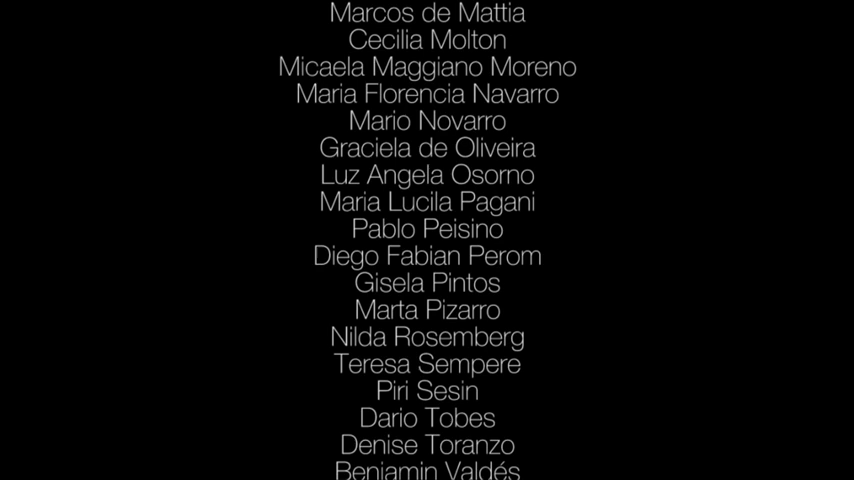 Marcos de Mattia
Cecilia Molton
Micaela Maggiano Moreno
Maria Florencia Navarro
Mario Novarro
Graciela de Oliveira
Luz Angela Osorno
Maria Lucila Pagani
Pablo Peisino
Diego Fabian Perom
Gisela Pintos
Marta Pizarro
Nilda Rosemberg
Teresa Sempere
Piri Sesin
Dario Tobes
Denise Toranzo
Benjamin Valdés